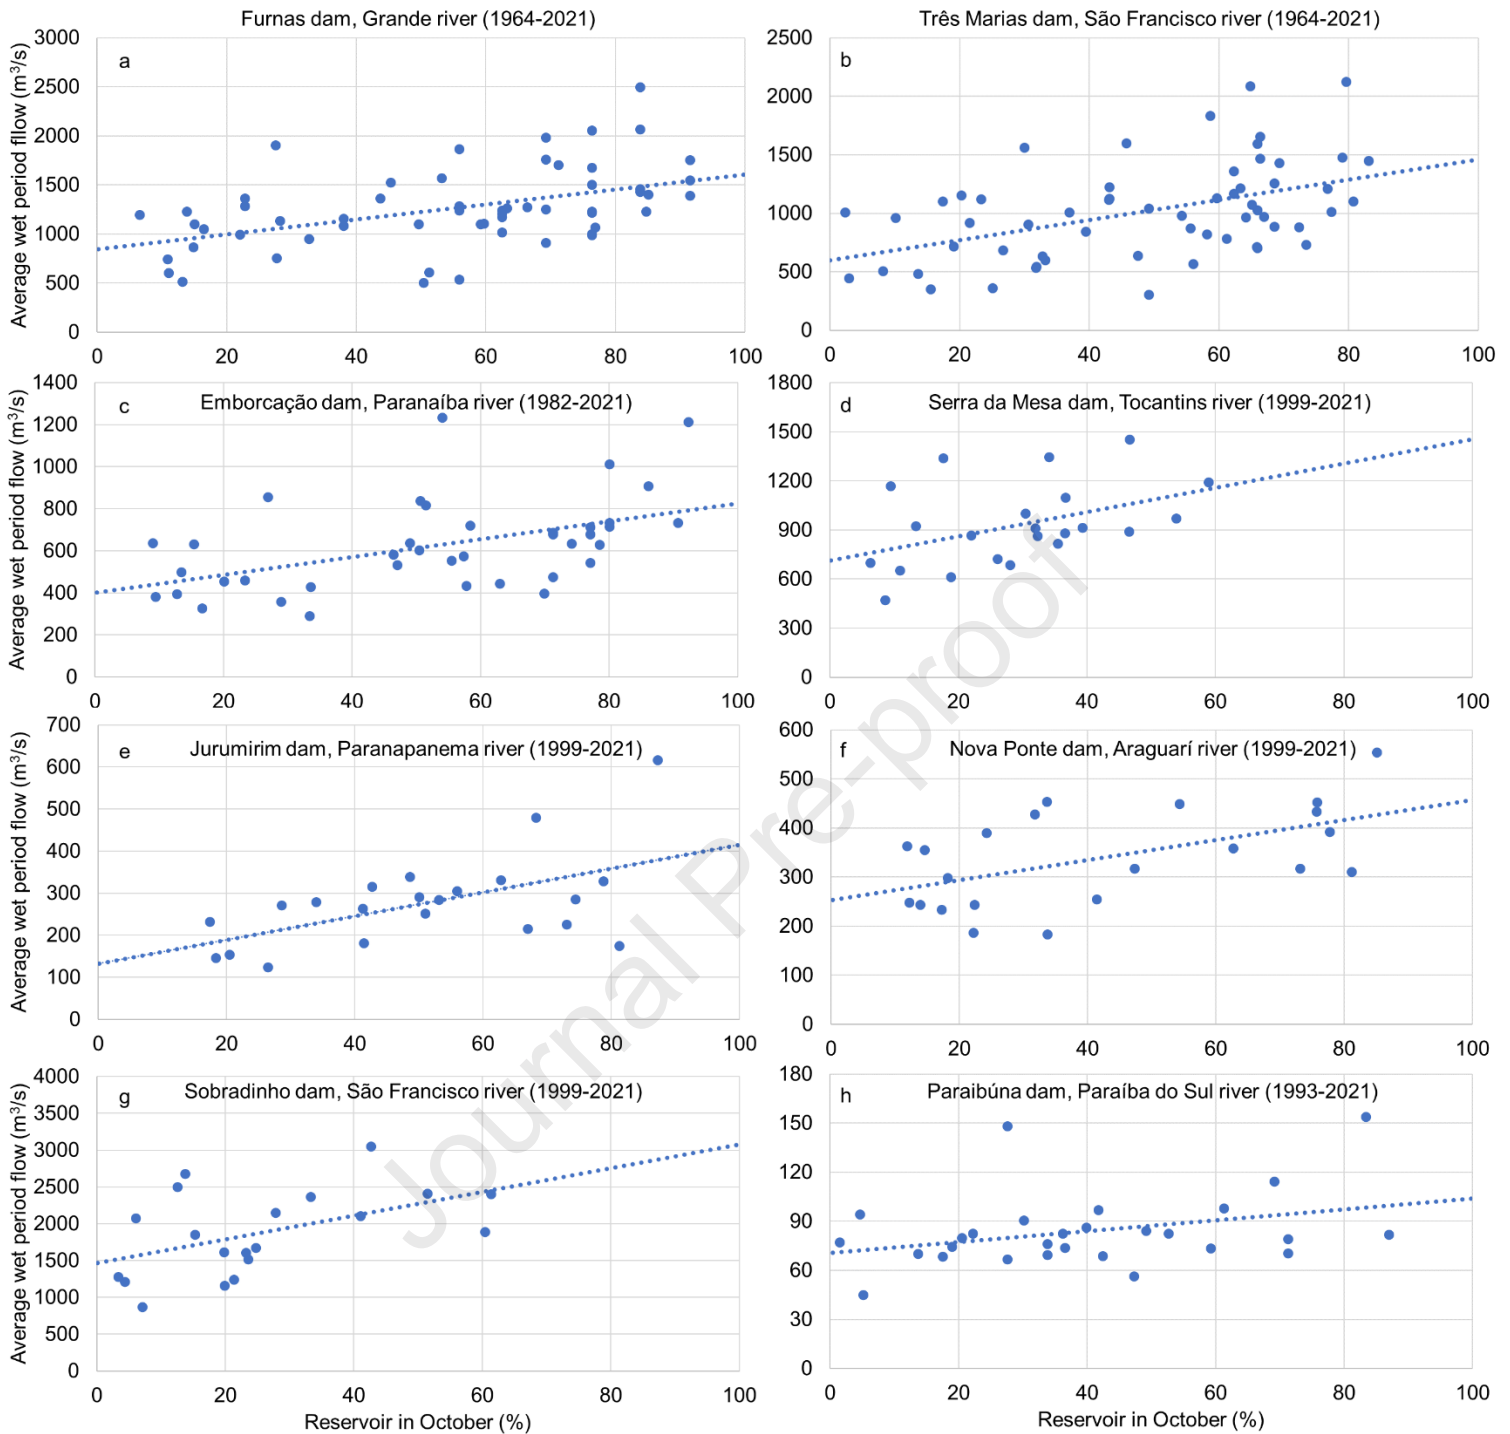 Furnas dam, Grande river (1964-2021)
a
Average wet period fllow (m³/s)
3000
2500
2000
1500
1000
500
0
0 20 40 60 80 100
Três Marias dam, São Francisco river (1964-2021)
b
2500
2000
1500
1000
500
0
0 20 40 60 80 100
Emborcação dam, Paranaíba river (1982-2021)
c
Average wet period flow (m³/s)
1400
1200
1000
800
600
400
200
0
0 20 40 60 80 100
Serra da Mesa dam, Tocantins river (1999-2021)
d
1800
1500
1200
900
600
300
0
0 20 40 60 80 100
Jurumirim dam, Paranapanema river (1999-2021)
e
Average wet period flow (m³/s)
700
600
500
400
300
200
100
0
0 20 40 60 80 100
Nova Ponte dam, Araguarí river (1999-2021)
f
600
500
400
300
200
100
0
0 20 40 60 80 100
Sobradinho dam, São Francisco river (1999-2021)
g
Average wet period flow (m³/s)
4000
3500
3000
2500
2000
1500
1000
500
0
0 20 40 60 80 100
Reservoir in October (%)
Paraibúna dam, Paraíba do Sul river (1993-2021)
h
180
150
120
90
60
30
0
0 20 40 60 80 100
Reservoir in October (%)
Journal Pre-proof